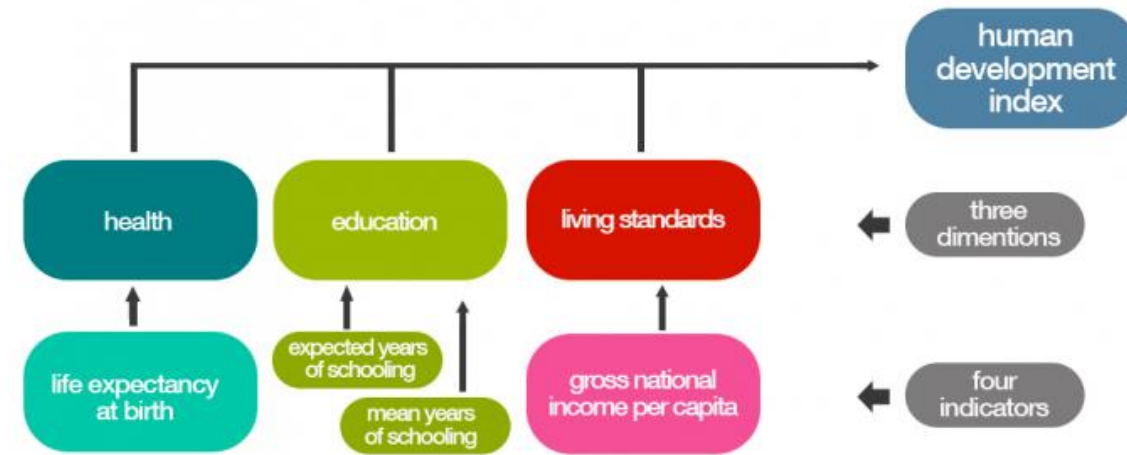 human
development
index
health
education
living standards
three
dimentions
life expectancy
at birth
expected years
of schooling
mean years
of schooling
gross national
income per capita
four
indicators